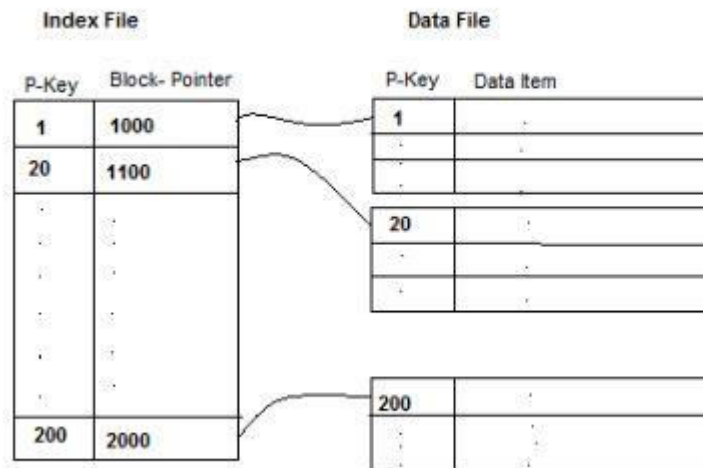 Index File
Data File
P-Key Block- Pointer
P-Key Data Item
1 1000
20 1100
200 2000
1
20
200